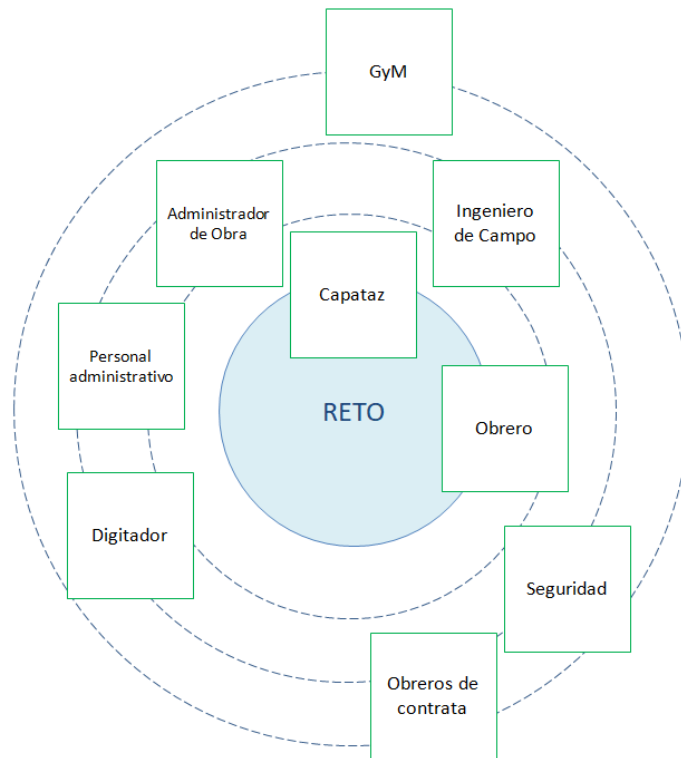 GyM
Administrador
de Obra
Ingeniero
de Campo
Capataz
Personal
administrativo
RETO
Obrero
Digitador
Seguridad
Obreros de
contrata